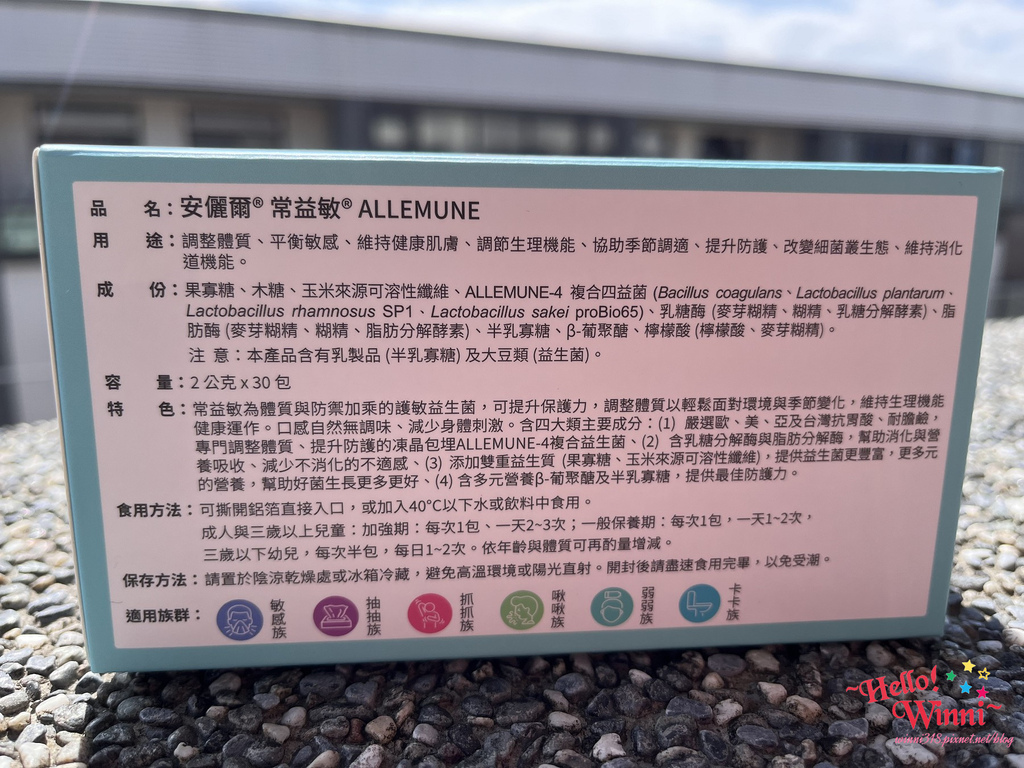 品 名：安儷爾® 常益敏® ALLEMUNE
用 途：調整體質、平衡敏感、維持健康肌膚、調節生理機能、協助季節調適、提升防護、改變細菌叢生態、維持消化
道機能。
成 份：果寡糖、木糖、玉米來源可溶性纖維、ALLEMUNE-4 複合四益菌 (Bacillus coagulans、Lactobacillus plantarum、
Lactobacillus rhamnosus SP1、Lactobacillus sakei proBio65)、乳糖酶 (麥芽糊精、糊精、乳糖分解酵素)、脂
肪酶 (麥芽糊精、糊精、脂肪分解酵素)、半乳寡糖、β-葡聚醣、檸檬酸 (檸檬酸、麥芽糊精)。
注 意：本產品含有乳製品 (半乳寡糖) 及大豆類 (益生菌)。
容 量：2 公克 x 30 包
特 色：常益敏為體質與防禦加乘的護敏益生菌，可提升保護力，調整體質以輕鬆面對環境與季節變化，維持生理機能
健康運作。口感自然無調味、減少身體刺激。含四大類主要成分：(1) 嚴選歐、美、亞及台灣抗胃酸、耐膽鹼，
專門調整體質、提升防護的凍晶包埋ALLEMUNE-4複合益生菌、(2) 含乳糖分解酶與脂肪分解酶，幫助消化與營
養吸收、減少不消化的不適感、(3) 添加雙重益生質 (果寡糖、玉米來源可溶性纖維)，提供益生菌更豐富，更多元
的營養，幫助好菌生長更多更好、(4) 含多元營養β-葡聚醣及半乳寡糖，提供最佳防護力。
食用方法：可撕開鋁箔直接入口，或加入40°C以下水或飲料中食用。
成人與三歲以上兒童：加強期：每次1包、一天2~3次；一般保養期：每次1包，一天1~2次，
三歲以下幼兒，每次半包，每日1~2次。依年齡與體質可再酌量增減。
保存方法：請置於陰涼乾燥處或冰箱冷藏，避免高溫環境或陽光直射。開封後請盡速食用完畢，以免受潮。
適用族群： 敏感族 抽抽族 抓抓族 啾啾族 弱弱族 卡卡族
~Hello!
Winni~
winni318.pixnet.net/blog